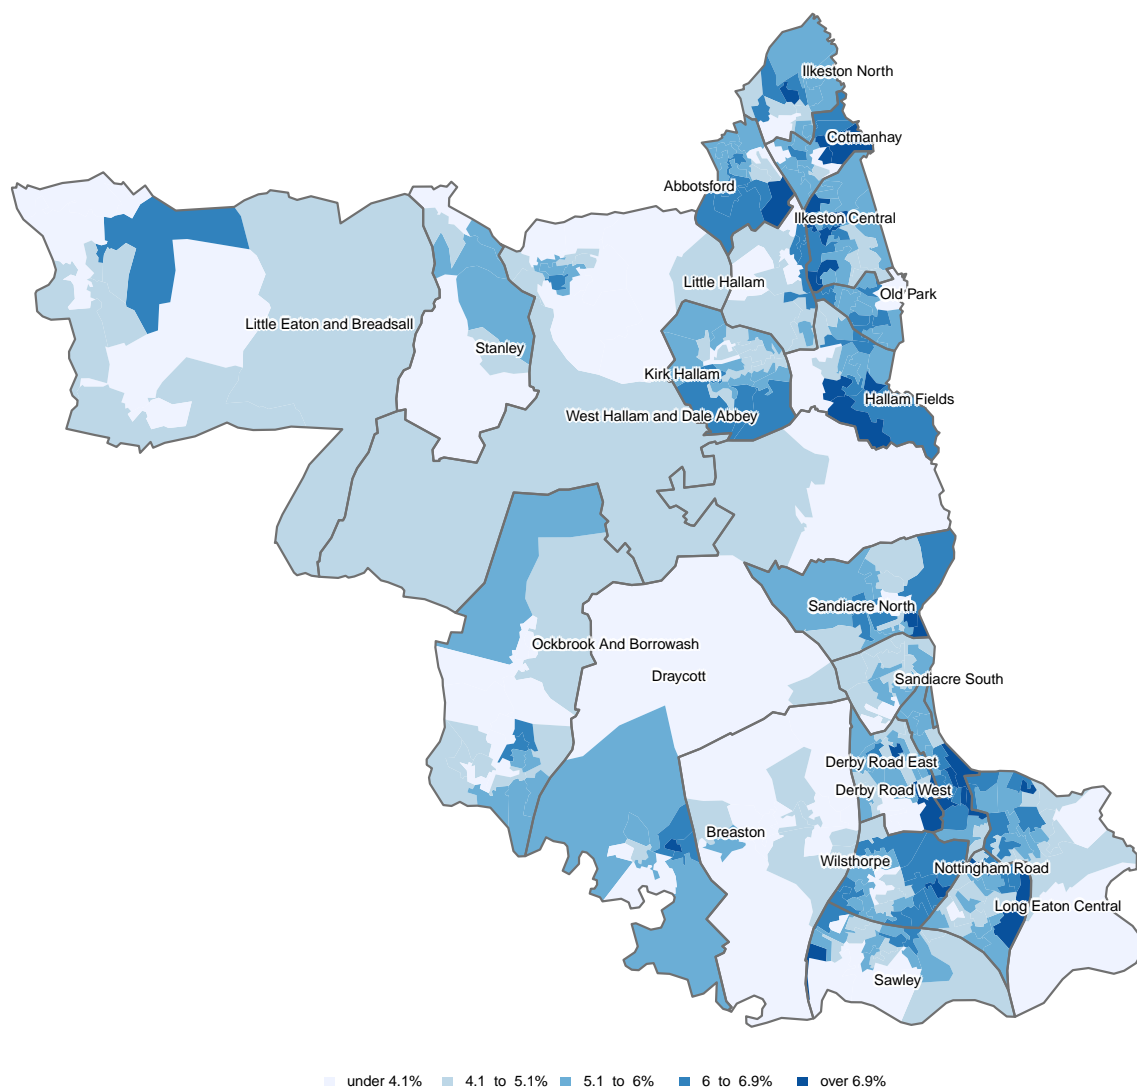 Ilkeston North
Cotmanhay
Abbotsford
Ilkeston Central
Little Hallam
Old Park
Little Eaton and Breadsall
Stanley
Kirk Hallam
Hallam Fields
West Hallam and Dale Abbey
Sandiacre North
Ockbrook And Borrowash
Draycott
Sandiacre South
Derby Road East
Derby Road West
Breaston
Wilsthorpe
Nottingham Road
Long Eaton Central
Sawley
under 4.1% 4.1 to 5.1% 5.1 to 6% 6 to 6.9% over 6.9%